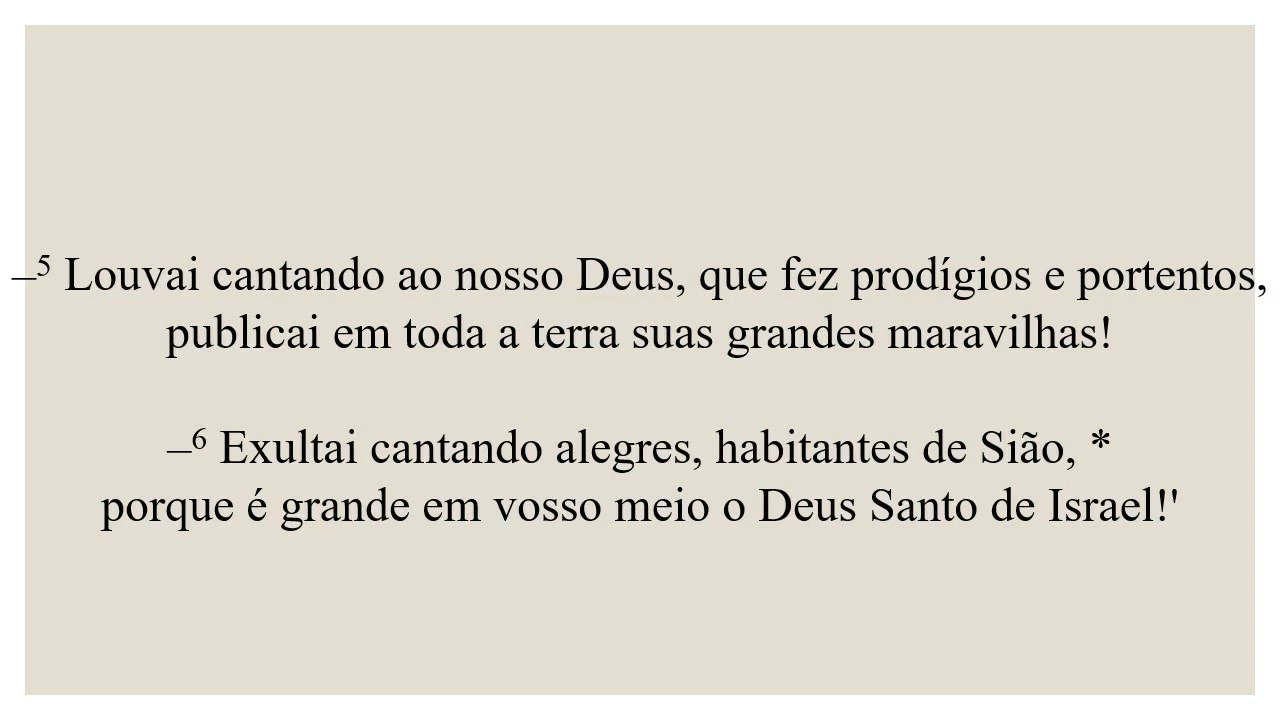 –⁵ Louvai cantando ao nosso Deus, que fez prodígios e portentos,
publicai em toda a terra suas grandes maravilhas!
–⁶ Exultai cantando alegres, habitantes de Sião, *
porque é grande em vosso meio o Deus Santo de Israel!'